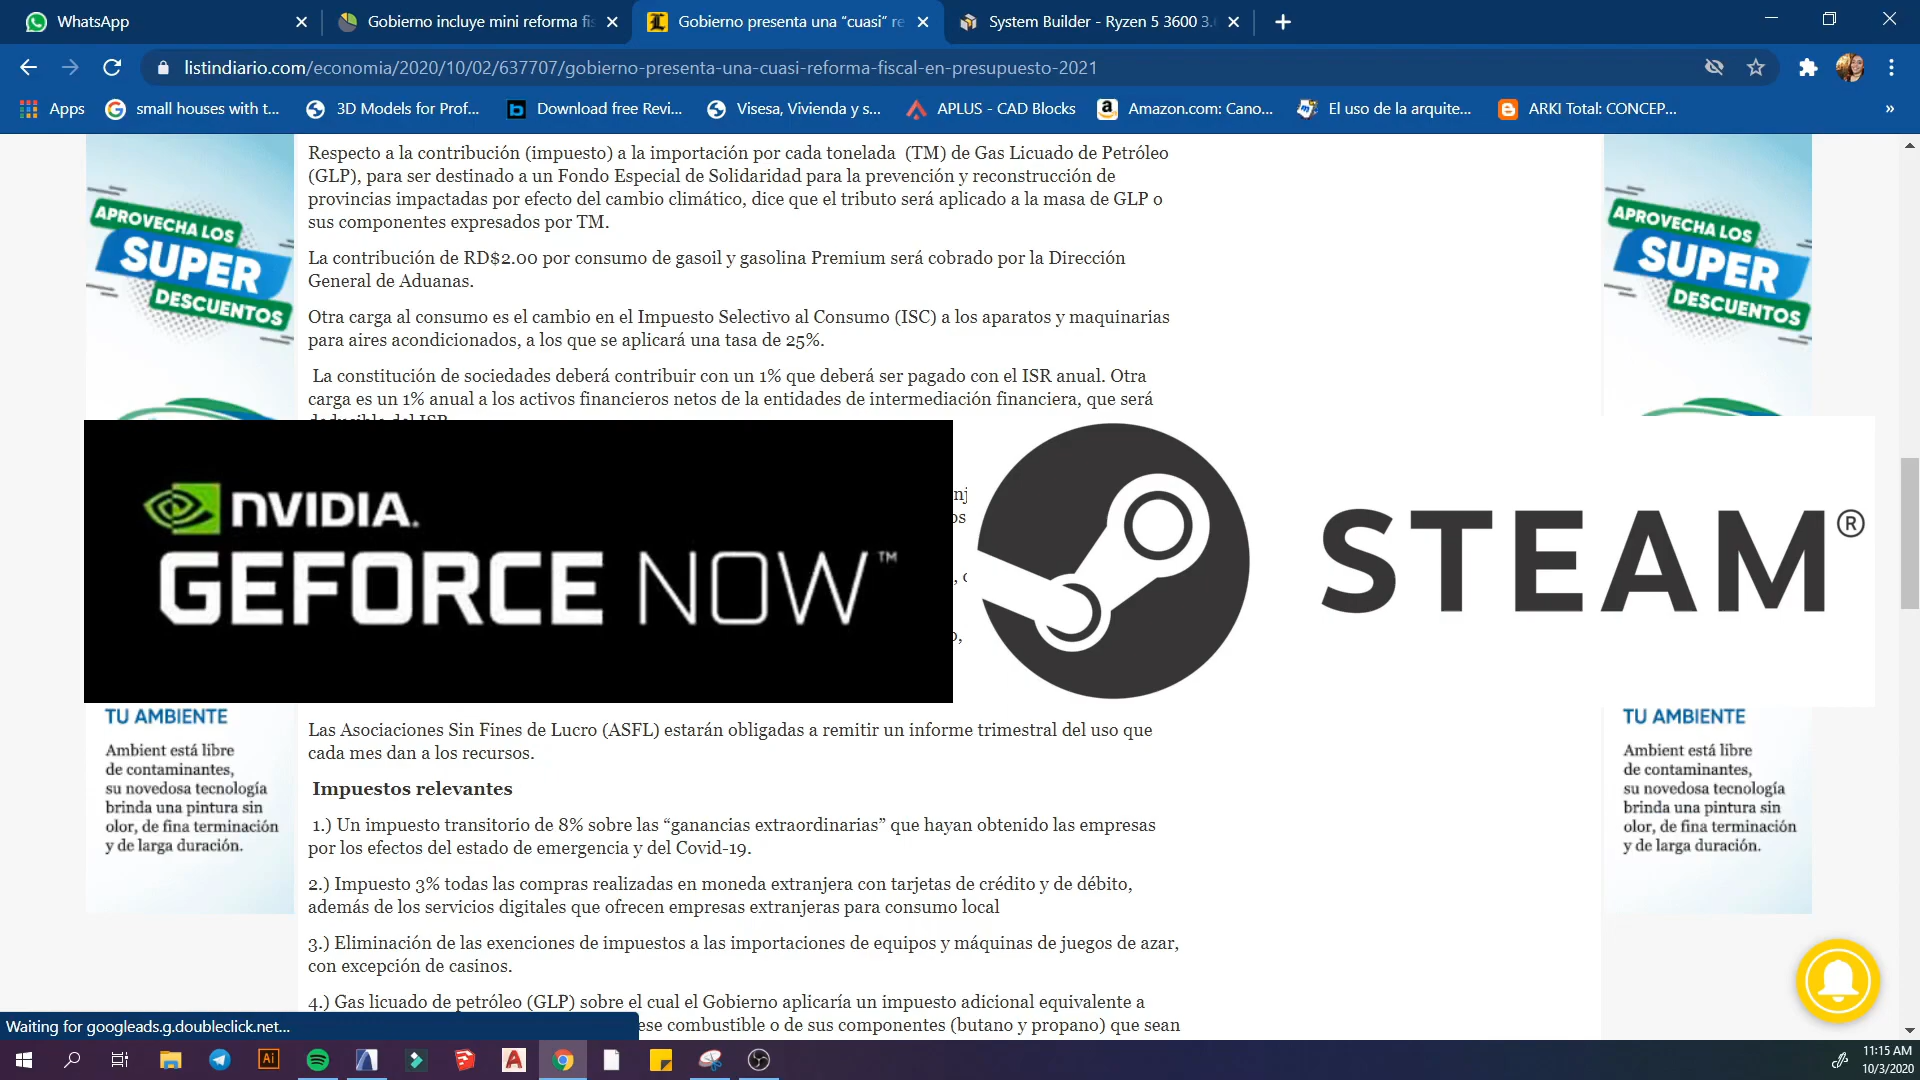 WhatsApp
Gobierno incluye mini reforma fis
Gobierno presenta una “cuasi” re
System Builder - Ryzen 5 3600 3.
listindiario.com/economia/2020/10/02/637707/gobierno-presenta-una-cuasi-reforma-fiscal-en-presupuesto-2021
Apps
small houses with t...
3D Models for Prof...
Download free Revi...
Visesa, Vivienda y s...
APLUS - CAD Blocks
Amazon.com: Cano...
El uso de la arquite...
ARKI Total: CONCEP...
»
Respecto a la contribución (impuesto) a la importación por cada tonelada (TM) de Gas Licuado de Petróleo
(GLP), para ser destinado a un Fondo Especial de Solidaridad para la prevención y reconstrucción de
provincias impactadas por efecto del cambio climático, dice que el tributo será aplicado a la masa de GLP o
sus componentes expresados por TM.
La contribución de RD$2.00 por consumo de gasoil y gasolina Premium será cobrado por la Dirección
General de Aduanas.
Otra carga al consumo es el cambio en el Impuesto Selectivo al Consumo (ISC) a los aparatos y maquinarias
para aires acondicionados, a los que se aplicará una tasa de 25%.
La constitución de sociedades deberá contribuir con un 1% que deberá ser pagado con el ISR anual. Otra
carga es un 1% anual a los activos financieros netos de la entidades de intermediación financiera, que será
APROVECHA LOS
SUPER
DESCUENTOS
APROVECHA LOS
SUPER
DESCUENTOS
NVIDIA.
GEFORCE NOW™
STEAM®
TU AMBIENTE
Ambient está libre
de contaminantes,
su novedosa tecnología
brinda una pintura sin
olor, de fina terminación
y de larga duración.
TU AMBIENTE
Ambient está libre
de contaminantes,
su novedosa tecnología
brinda una pintura sin
olor, de fina terminación
y de larga duración.
Las Asociaciones Sin Fines de Lucro (ASFL) estarán obligadas a remitir un informe trimestral del uso que
cada mes dan a los recursos.
Impuestos relevantes
1.) Un impuesto transitorio de 8% sobre las “ganancias extraordinarias” que hayan obtenido las empresas
por los efectos del estado de emergencia y del Covid-19.
2.) Impuesto 3% todas las compras realizadas en moneda extranjera con tarjetas de crédito y de débito,
además de los servicios digitales que ofrecen empresas extranjeras para consumo local
3.) Eliminación de las exenciones de impuestos a las importaciones de equipos y máquinas de juegos de azar,
con excepción de casinos.
4.) Gas licuado de petróleo (GLP) sobre el cual el Gobierno aplicaría un impuesto adicional equivalente a
ese combustible o de sus componentes (butano y propano) que sean
Waiting for googleads.g.doubleclick.net...
Ai
11:15 AM
10/3/2020